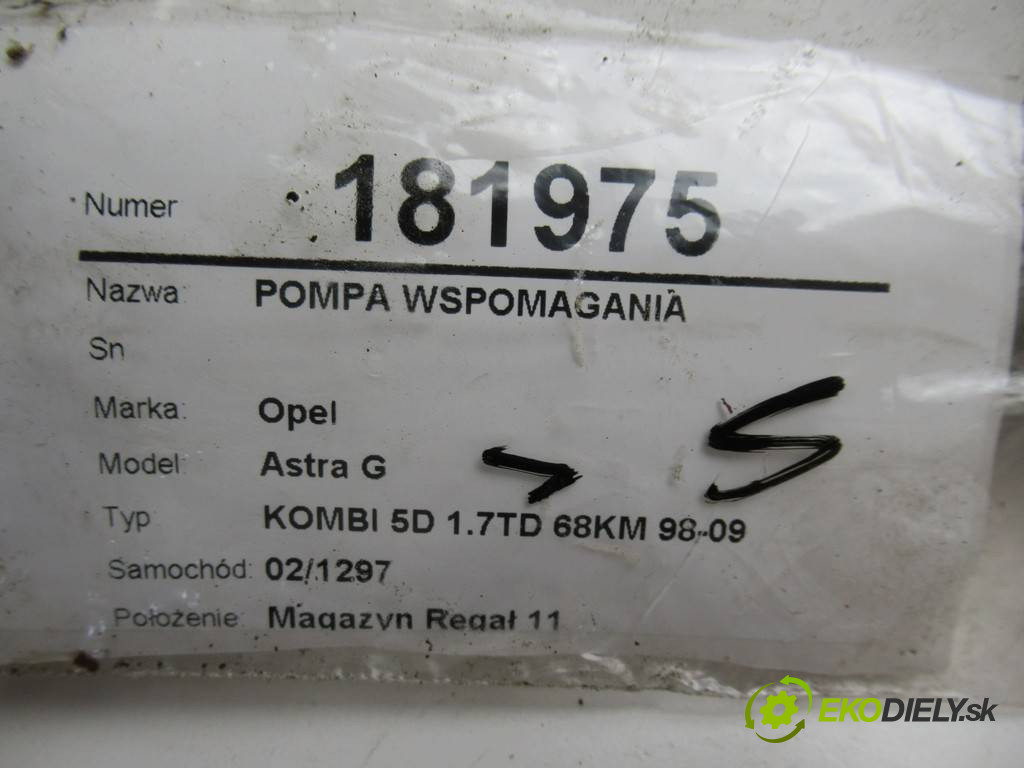 Numer 181975
Nazwa: POMPA WSPOMAGANIA
Sn
Marka: Opel
Model: Astra G
Typ KOMBI 5D 1.7TD 68KM 98-09
Samochód: 02/1297
Położenie: Magazyn Regał 11
EKODIELY.sk